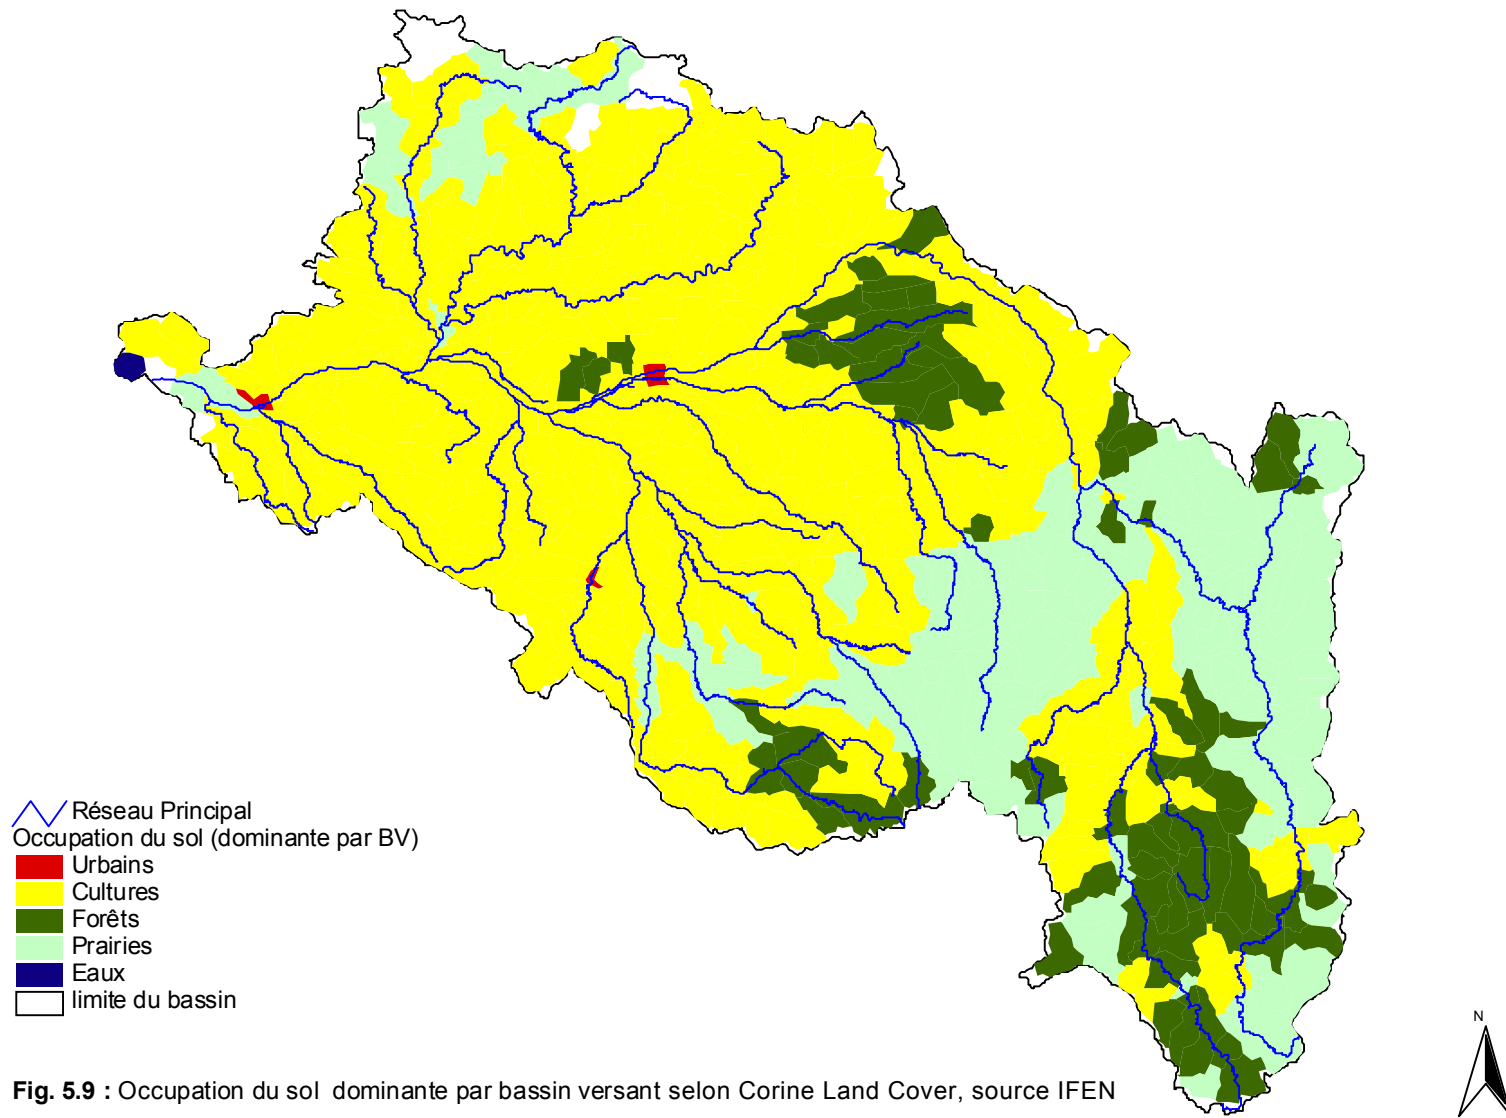 Réseau Principal
Occupation du sol (dominante par BV)
Urbains
Cultures
Forêts
Prairies
Eaux
limite du bassin
N
Fig. 5.9 : Occupation du sol dominante par bassin versant selon Corine Land Cover, source IFEN